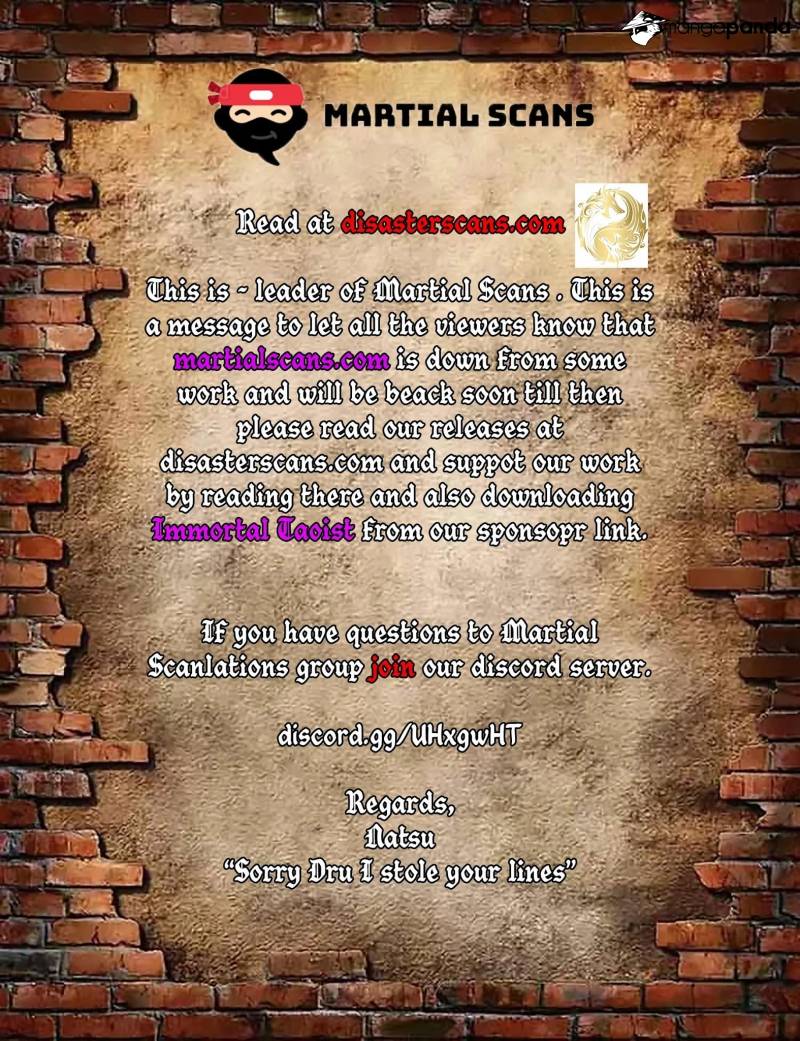 mangapanda
MARTIAL SCANS
Read at disasterscans.com
This is - leader of Martial Scans . This is
a message to let all the viewers know that
martialscans.com is down from some
work and will be beack soon till then
please read our releases at
disasterscans.com and suppot our work
by reading there and also downloading
Immortal Taoist from our sponsopr link.
If you have questions to Martial
Scanlations group join our discord server.
discord.gg/UHxgwHT
Regards,
Natsu
“Sorry Dru I stole your lines”